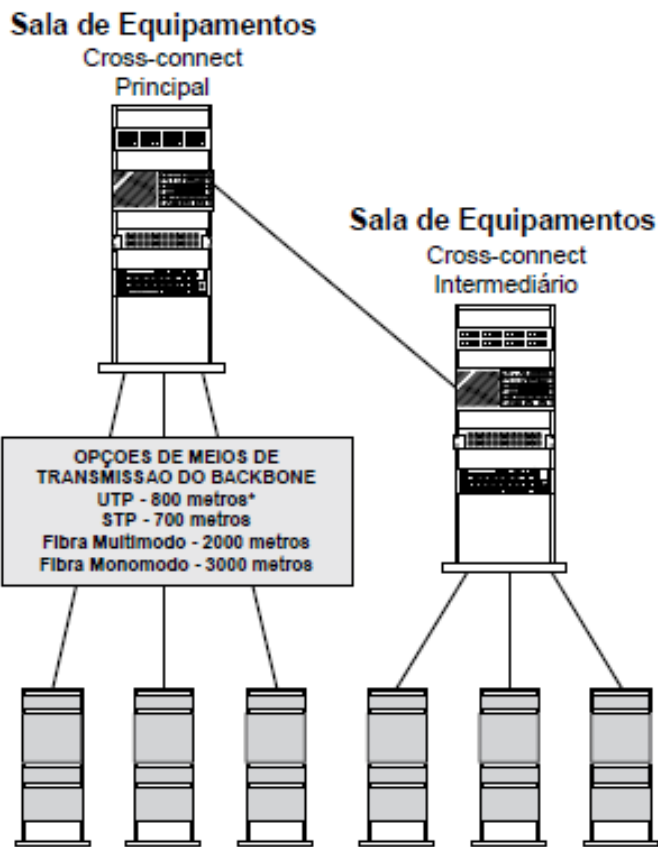 Sala de Equipamentos
Cross-connect
Principal
Sala de Equipamentos
Cross-connect
Intermediário
OPÇOES DE MEIOS DE
TRANSMISSAO DO BACKBONE
UTP - 800 metros*
STP - 700 metros
Fibra Multimodo - 2000 metros
Fibra Monomodo - 3000 metros